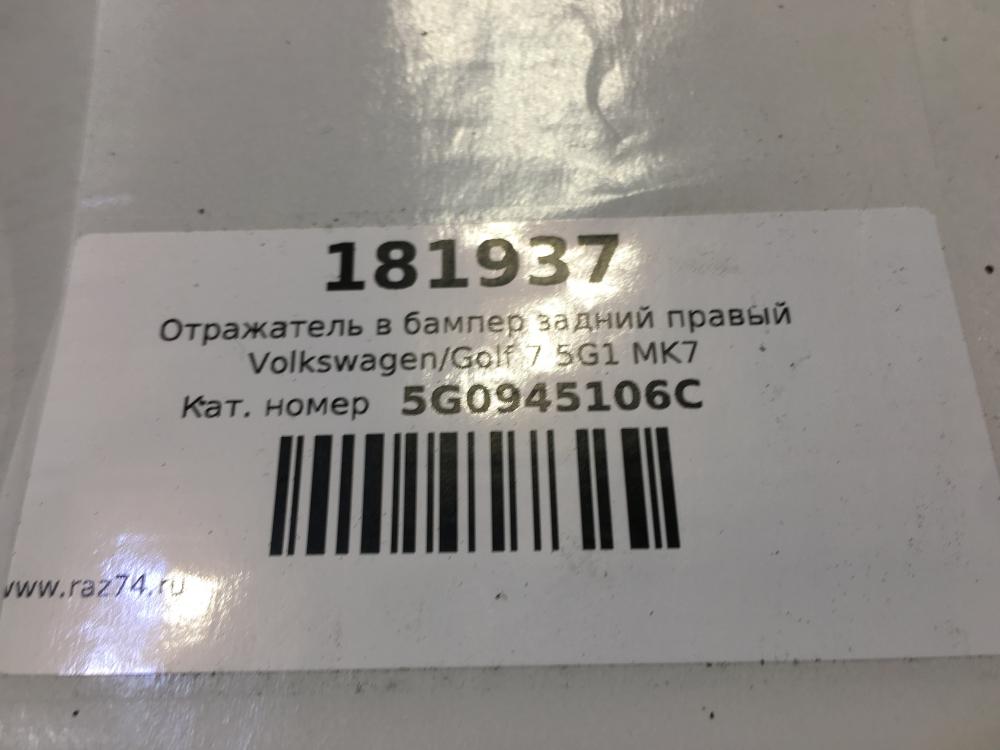 181937
Отражатель в бампер задний правый
Volkswagen/Golf 7 5G1 MK7
Кат. номер 5G0945106C
www.raz74.ru